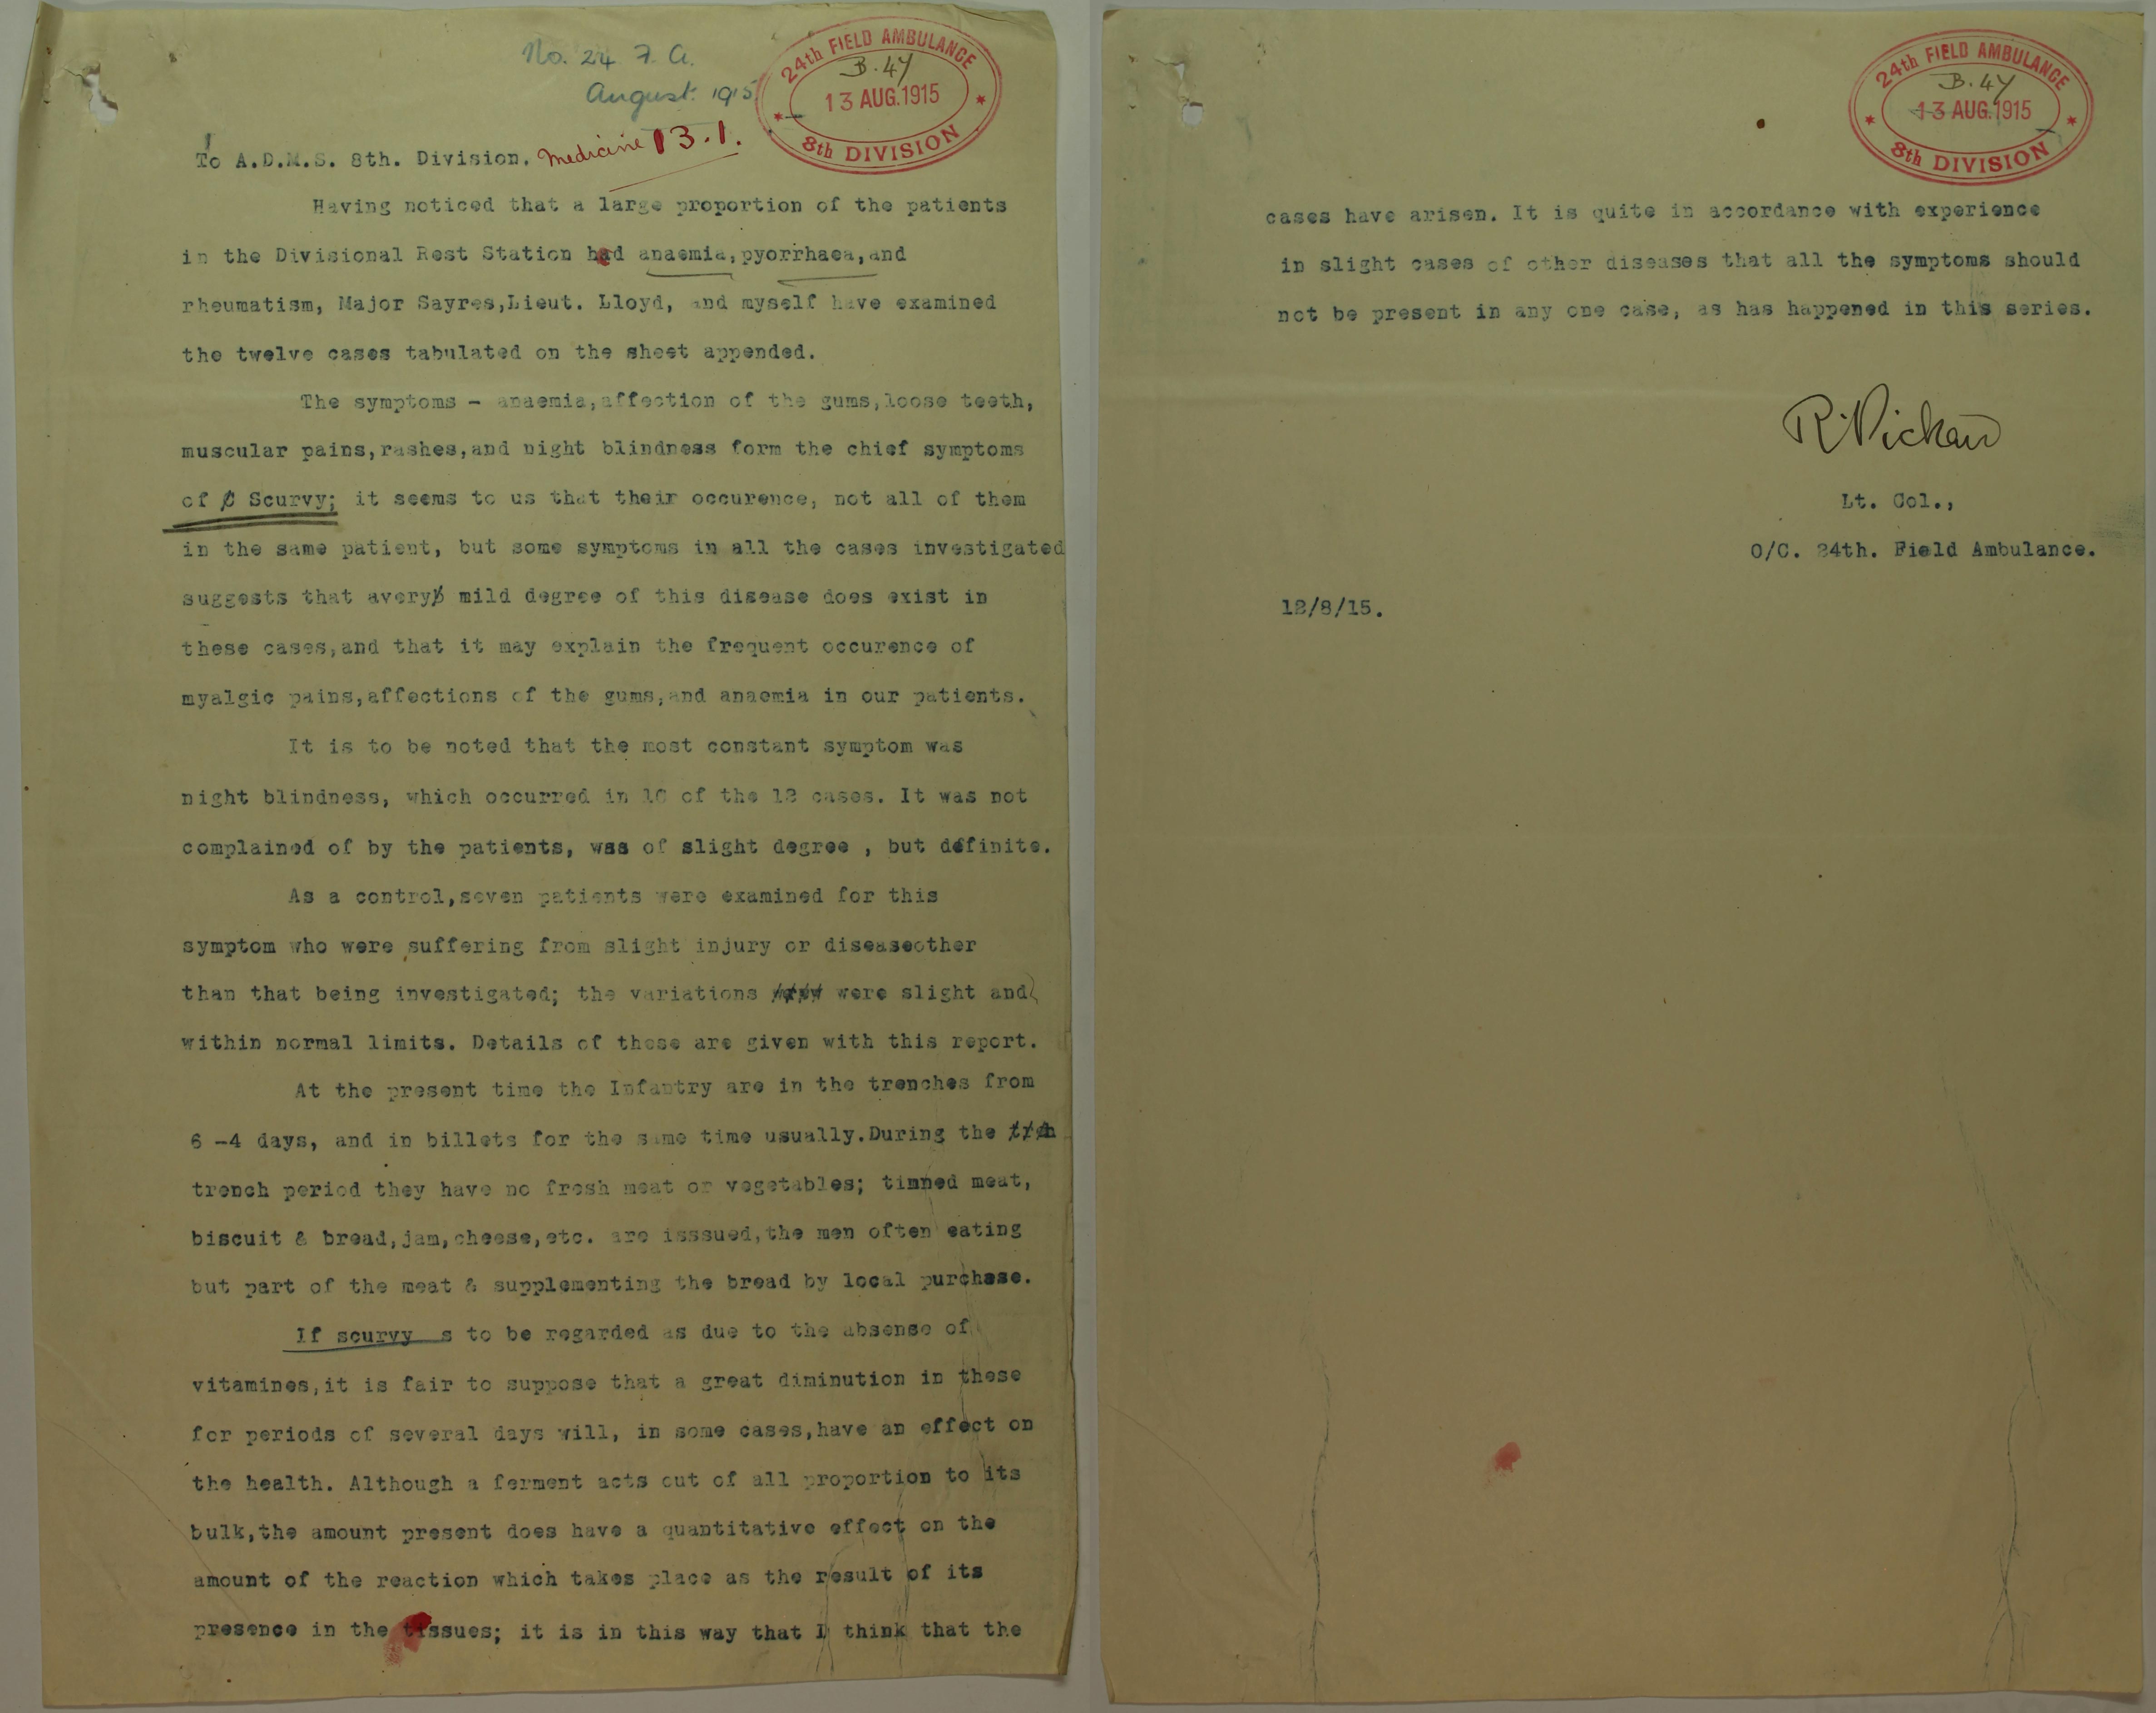 No. 24 F. A.
August. 1915
24th FIELD AMBULANCE
B.47
13 AUG.1915
8th DIVISION
To A.D.M.S. 8th. Division. Medicine 13.1.
Having noticed that a large proportion of the patients
in the Divisional Rest Station had anaemia,pyorrhaea,and
rheumatism, Major Sayres,Lieut. Lloyd, and myself have examined
the twelve cases tabulated on the sheet appended.
The symptoms - anaemia,affection of the gums,loose teeth,
muscular pains,rashes,and night blindness form the chief symptoms
of Scurvy; it seems to us that their occurence, not all of them
in the same patient, but some symptoms in all the cases investigated
suggests that avery mild degree of this disease does exist in
these cases,and that it may explain the frequent occurence of
myalgic pains,affections of the gums,and anaemia in our patients.
It is to be noted that the most constant symptom was
night blindness, which occurred in 10 of the 12 cases. It was not
complained of by the patients, was of slight degree , but definite.
As a control,seven patients were examined for this
symptom who were suffering from slight injury or diseaseother
than that being investigated; the variations were slight and
within normal limits. Details of these are given with this report.
At the present time the Infantry are in the trenches from
6 -4 days, and in billets for the same time usually.During the
trench period they have no fresh meat or vegetables; tinned meat,
biscuit & bread,jam,cheese,etc. are isssued,the men often eating
but part of the meat & supplementing the bread by local purchase.
If scurvy s to be regarded as due to the absense of
vitamines,it is fair to suppose that a great diminution in these
for periods of several days will, in some cases,have an effect on
the health. Although a ferment acts out of all proportion to its
bulk,the amount present does have a quantitative effect on the
amount of the reaction which takes place as the result of its
presence in the tissues; it is in this way that I think that the
24th FIELD AMBULANCE
B.47
13 AUG.1915
8th DIVISION
cases have arisen. It is quite in accordance with experience
in slight cases of other diseases that all the symptoms should
not be present in any one case, as has happened in this series.
R. Pickard
Lt. Col.,
O/C. 24th. Field Ambulance.
12/8/15.